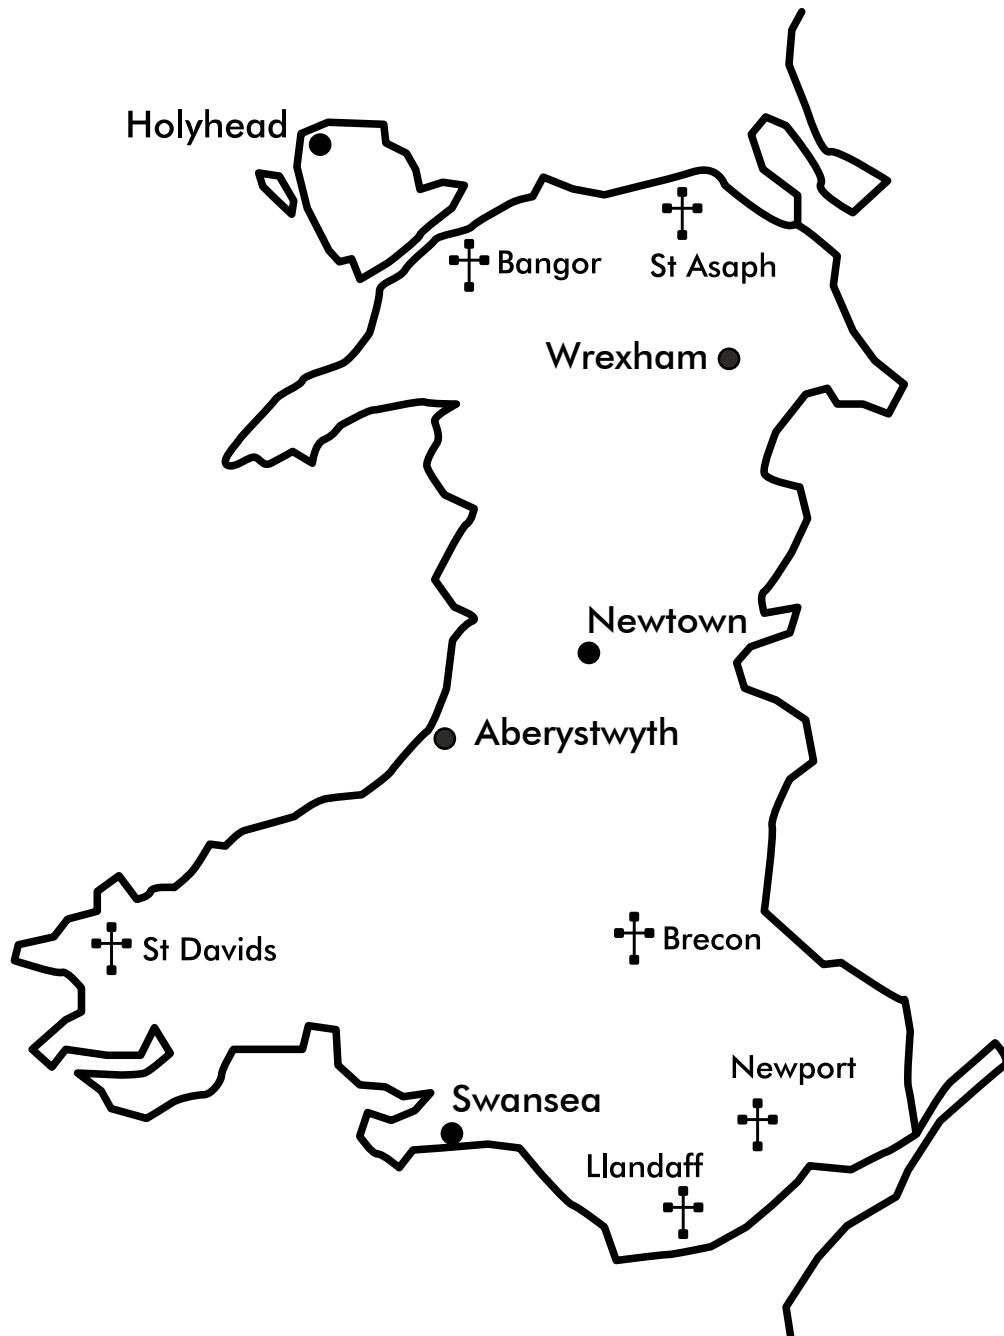 Holyhead
Bangor
St Asaph
Wrexham
Newtown
Aberystwyth
St Davids
Brecon
Newport
Swansea
Llandaff